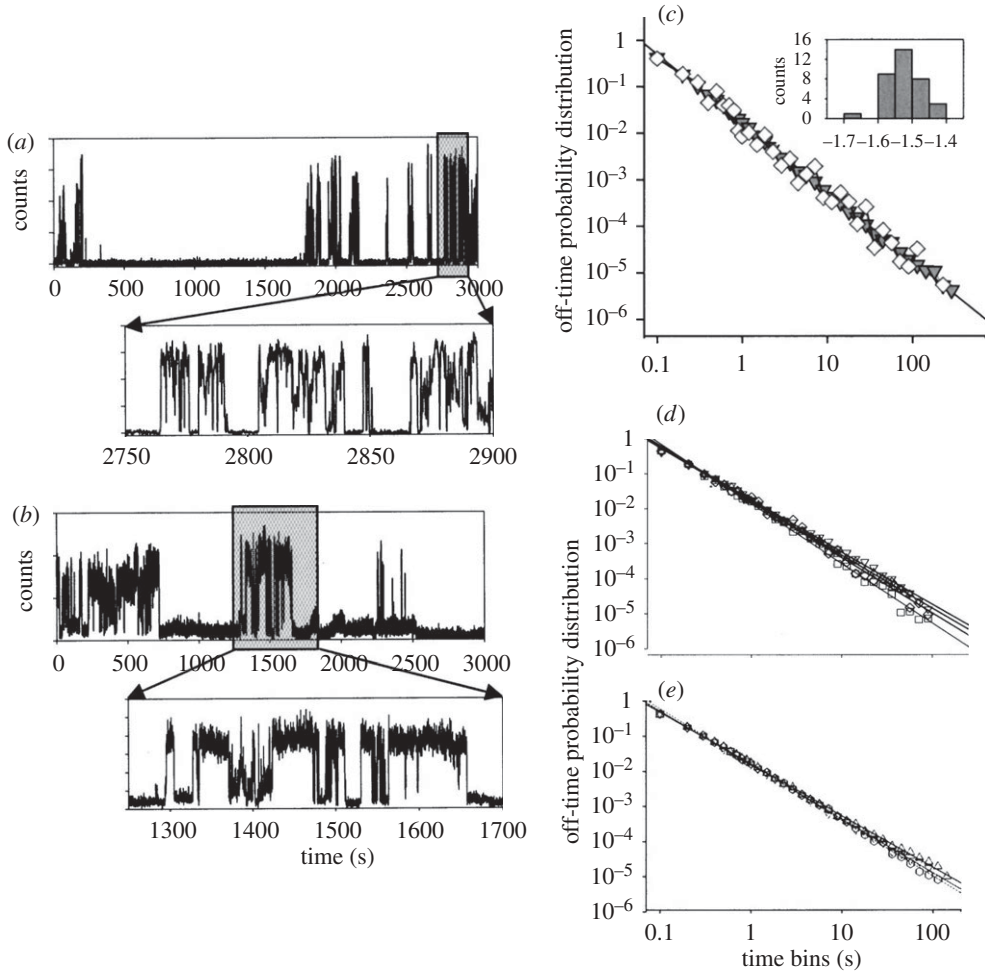 (a)
counts
0 500 1000 1500 2000 2500 3000
2750 2800 2850 2900
(b)
counts
0 500 1000 1500 2000 2500 3000
1300 1400 1500 1600 1700
time (s)
(c)
off-time probability distribution
1
10–1
10–2
10–3
10–4
10–5
10–6
0.1 1 10 100
counts
16
12
8
4
0
–1.7 –1.6 –1.5 –1.4
(d)
off-time probability distribution
1
10–1
10–2
10–3
10–4
10–5
10–6
(e)
1
10–1
10–2
10–3
10–4
10–5
10–6
0.1 1 10 100
time bins (s)